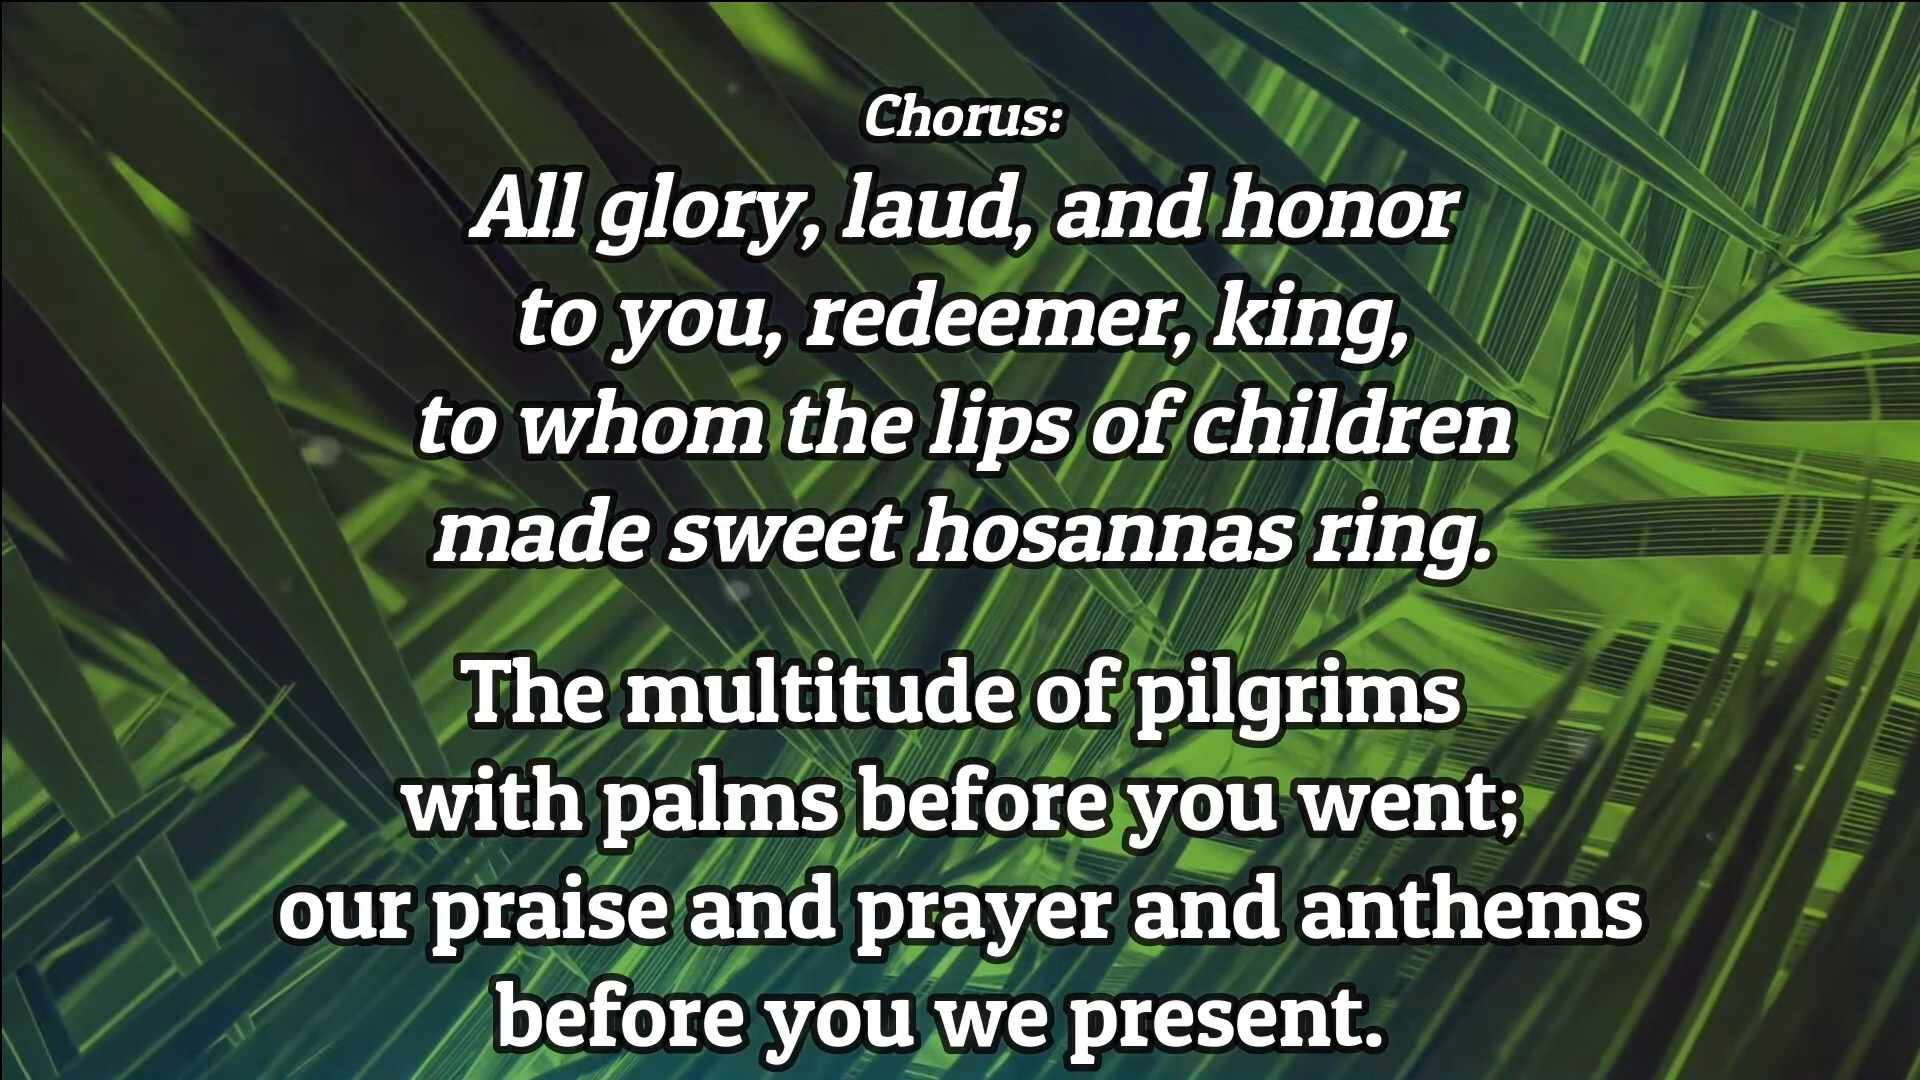 Chorus:
All glory, laud, and honor
to you, redeemer, king,
to whom the lips of children
made sweet hosannas ring.
The multitude of pilgrims
with palms before you went;
our praise and prayer and anthems
before you we present.